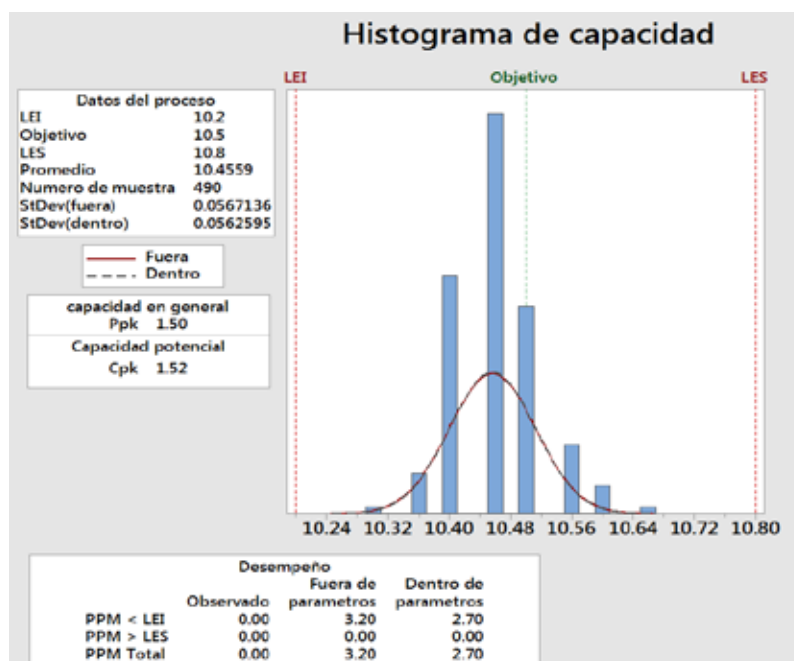 Histograma de capacidad
LEI Objetivo LES
Datos del proceso
LEI 10.2
Objetivo 10.5
LES 10.8
Promedio 10.4559
Numero de muestra 490
StDev(fuera) 0.0567136
StDev(dentro) 0.0562595
Fuera
Dentro
capacidad en general
Ppk 1.50
Capacidad potencial
Cpk 1.52
10.24 10.32 10.40 10.48 10.56 10.64 10.72 10.80
Desempeño
Fuera de Dentro de
Observado parametros parametros
PPM < LEI 0.00 3.20 2.70
PPM > LES 0.00 0.00 0.00
PPM Total 0.00 3.20 2.70